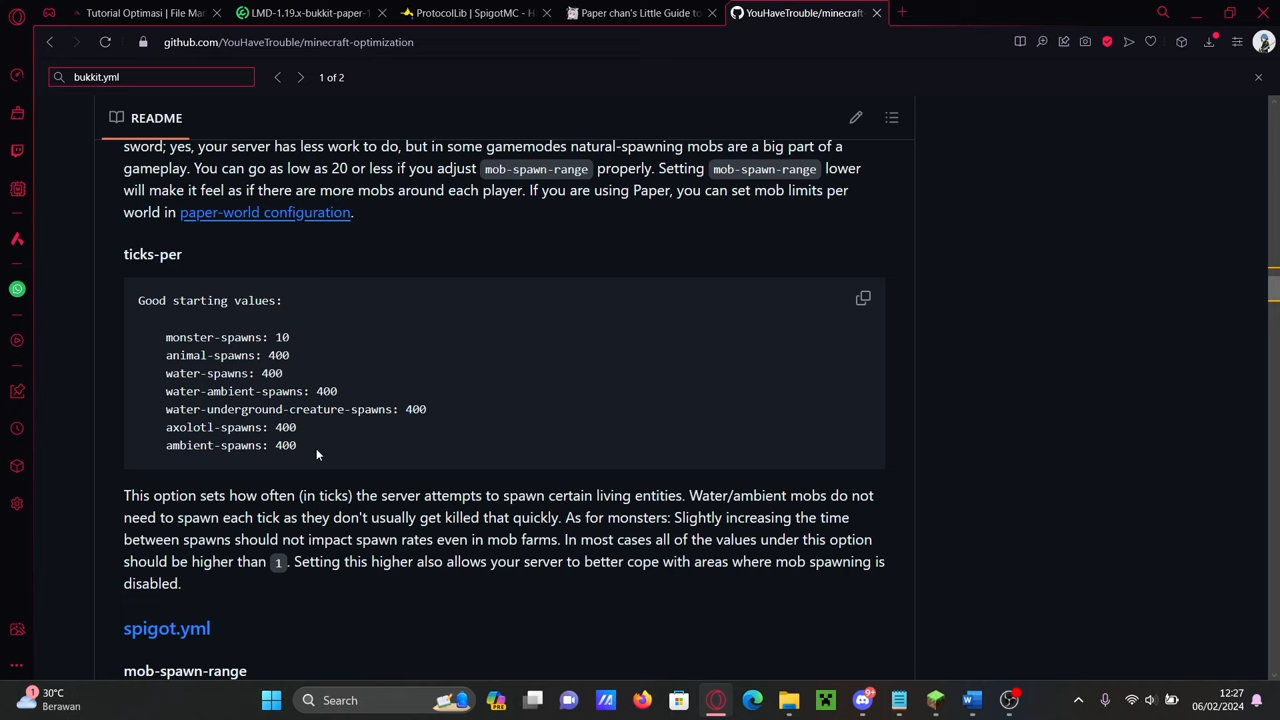 Tutorial Optimasi | File Mar
LMD-1.19.x-bukkit-paper-1
ProtocolLib | SpigotMC - H
Paper chan's Little Guide to
YouHaveTrouble/minecraft
github.com/YouHaveTrouble/minecraft-optimization
bukkit.yml
1 of 2
README
sword; yes, your server has less work to do, but in some gamemodes natural-spawning mobs are a big part of a
gameplay. You can go as low as 20 or less if you adjust mob-spawn-range properly. Setting mob-spawn-range lower
will make it feel as if there are more mobs around each player. If you are using Paper, you can set mob limits per
world in paper-world configuration.
ticks-per
Good starting values:
monster-spawns: 10
animal-spawns: 400
water-spawns: 400
water-ambient-spawns: 400
water-underground-creature-spawns: 400
axolotl-spawns: 400
ambient-spawns: 400
This option sets how often (in ticks) the server attempts to spawn certain living entities. Water/ambient mobs do not
need to spawn each tick as they don't usually get killed that quickly. As for monsters: Slightly increasing the time
between spawns should not impact spawn rates even in mob farms. In most cases all of the values under this option
should be higher than 1. Setting this higher also allows your server to better cope with areas where mob spawning is
disabled.
spigot.yml
mob-spawn-range
1
30°C
Berawan
Search
PRE
9+
12:27
06/02/2024